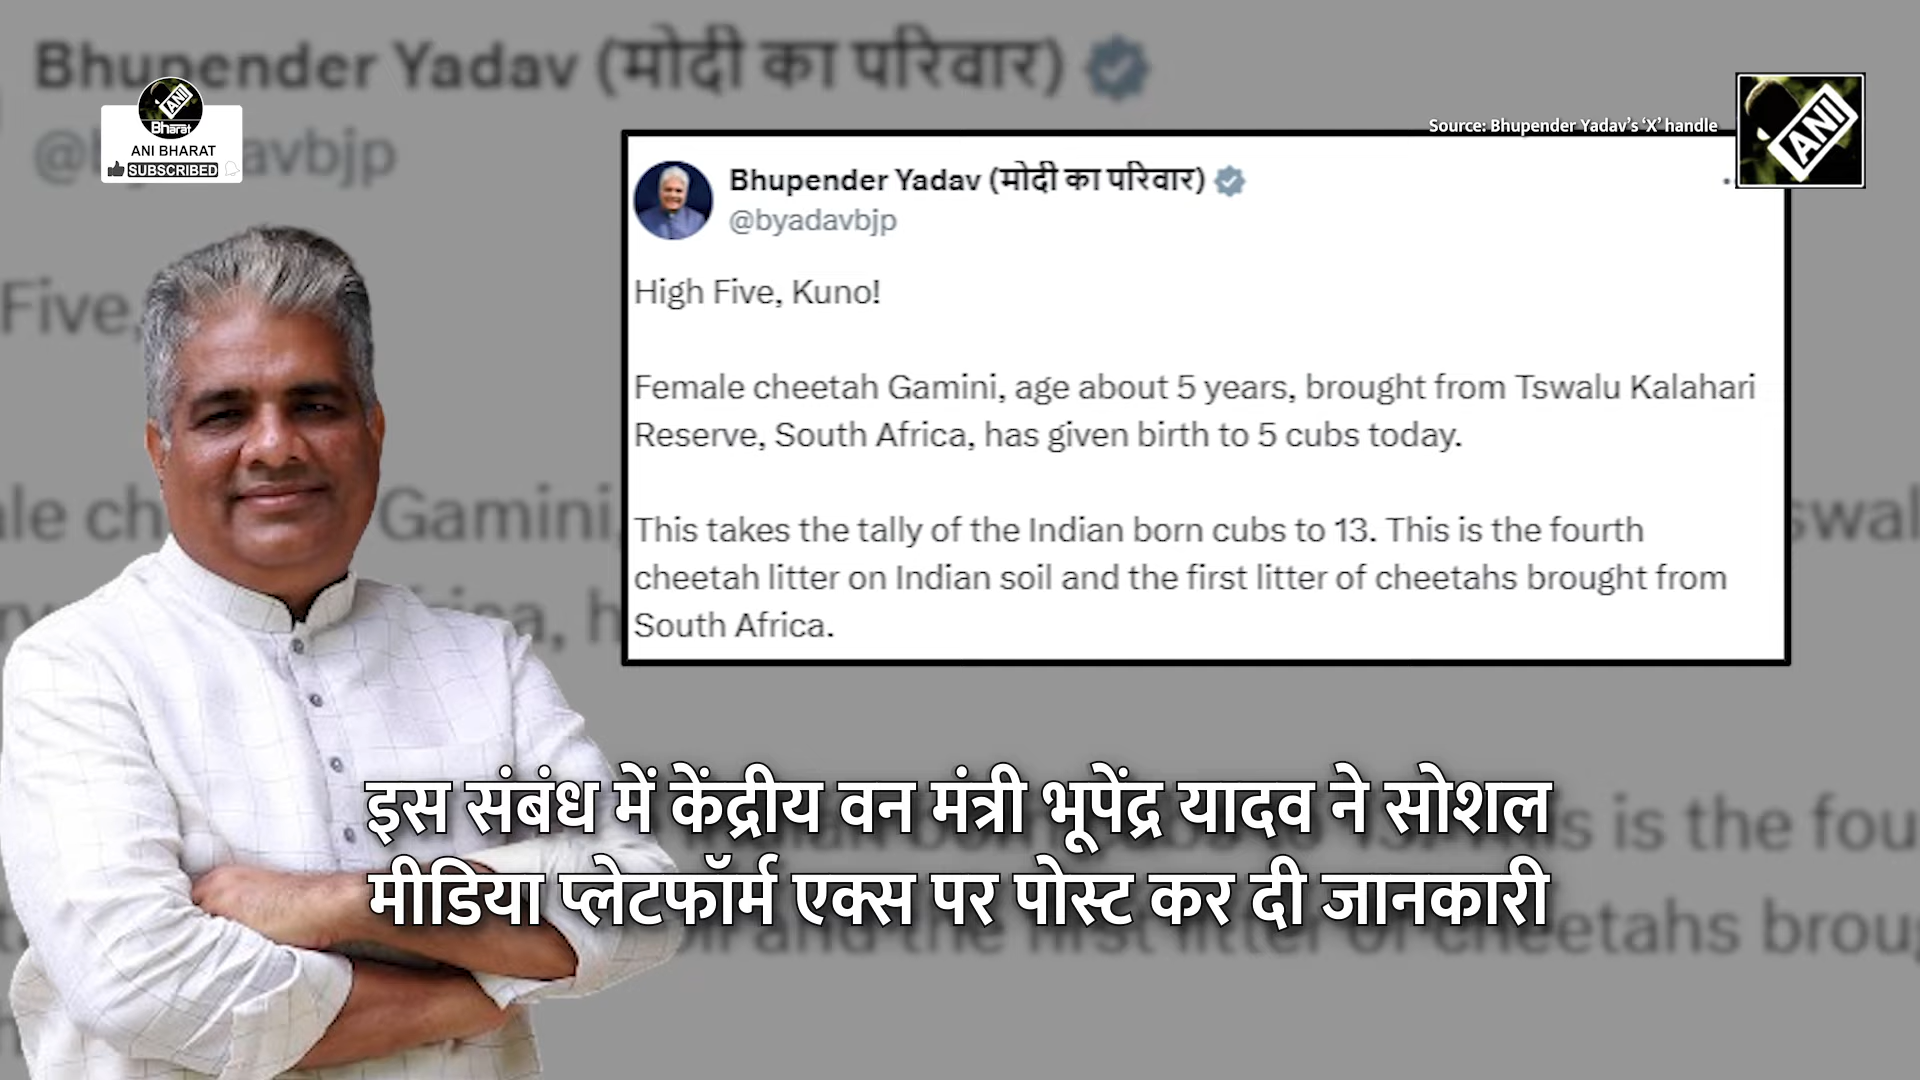 Bhupender Yadav (मोदी का परिवार)
ANI
Bharat
ANI BHARAT
SUBSCRIBED
Source: Bhupender Yadav's 'X' handle
ANI
Bhupender Yadav (मोदी का परिवार)
@byadavbjp
High Five, Kuno!
Female cheetah Gamini, age about 5 years, brought from Tswalu Kalahari
Reserve, South Africa, has given birth to 5 cubs today.
This takes the tally of the Indian born cubs to 13. This is the fourth
cheetah litter on Indian soil and the first litter of cheetahs brought from
South Africa.
इस संबंध में केंद्रीय वन मंत्री भूपेंद्र यादव ने सोशल
मीडिया प्लेटफॉर्म एक्स पर पोस्ट कर दी जानकारी